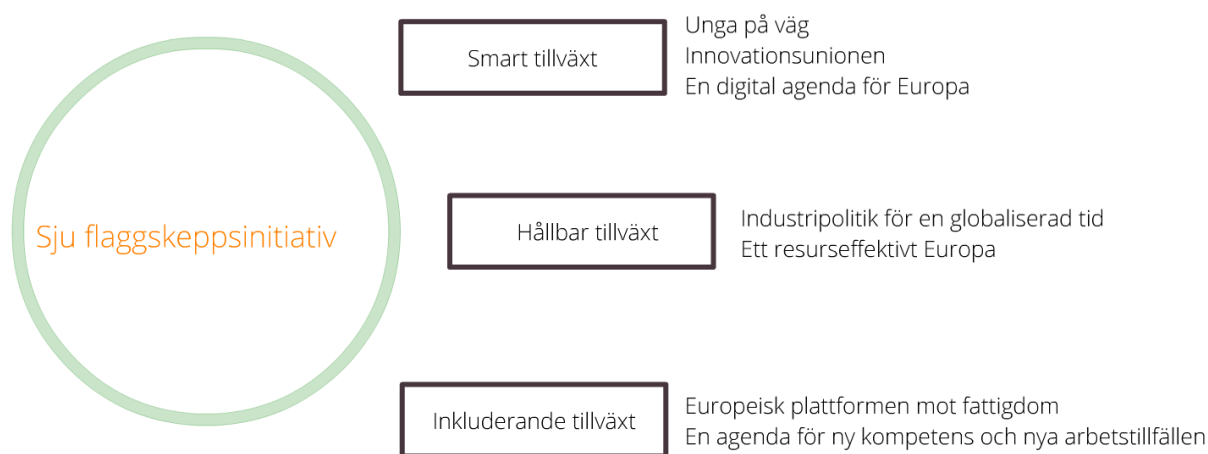 Sju flaggskeppsinitiativ
Smart tillväxt
Unga på väg
Innovationsunionen
En digital agenda för Europa
Hållbar tillväxt
Industripolitik för en globaliserad tid
Ett resurseffektivt Europa
Inkluderande tillväxt
Europeisk plattformen mot fattigdom
En agenda för ny kompetens och nya arbetstillfällen